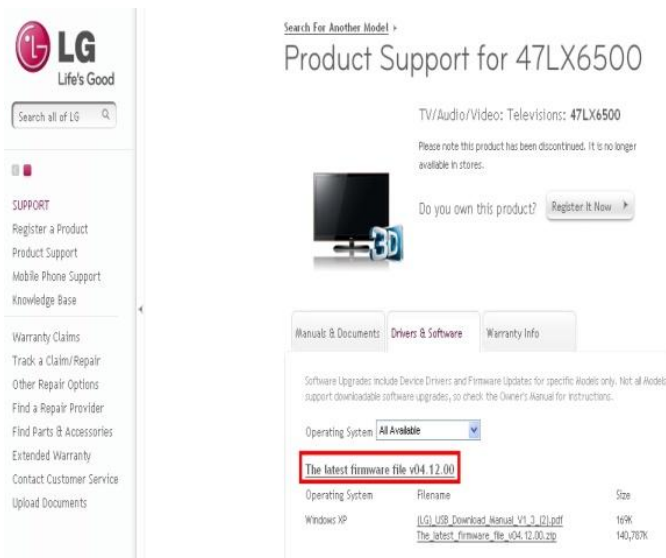 LG
Life's Good
Search all of LG
SUPPORT
Register a Product
Product Support
Mobile Phone Support
Knowledge Base
Warranty Claims
Track a Claim/Repair
Other Repair Options
Find a Repair Provider
Find Parts & Accessories
Extended Warranty
Contact Customer Service
Upload Documents
Search For Another Model
Product Support for 47LX6500
TV/Audio/Video: Televisions: 47LX6500
Please note this product has been discontinued. It is no longer
available in stores.
3D
Do you own this product? Register It Now
Manuals & Documents Drivers & Software Warranty Info
Software Upgrades include Device Drivers and Firmware Updates for specific Models only. Not all Models
support downloadable software upgrades, so check the Owner's Manual for instructions.
Operating System All Available
The latest firmware file v04.12.00
Operating System Filename Size
Windows XP (LG)_USB_Download_Manual_V1_3_(2).pdf 169K
The_latest_firmware_file_v04.12.00.zip 140,787K